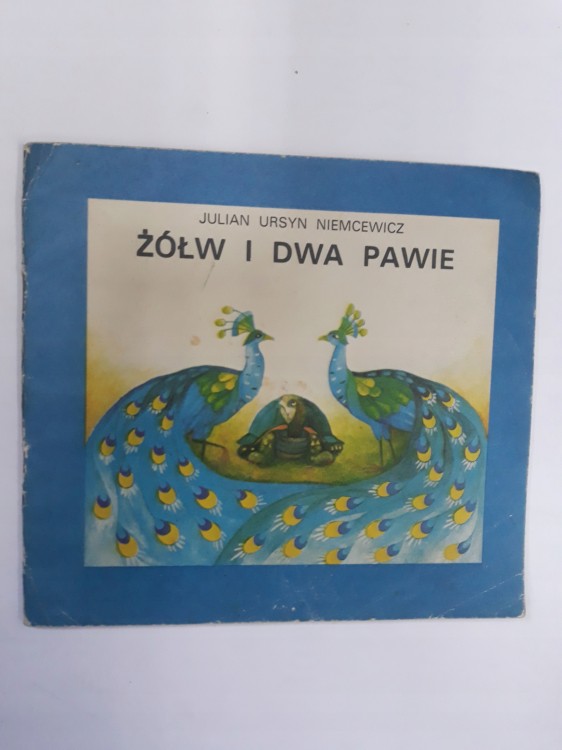 JULIAN URSYN NIEMCEWICZ
ŻÓŁW I DWA PAWIE